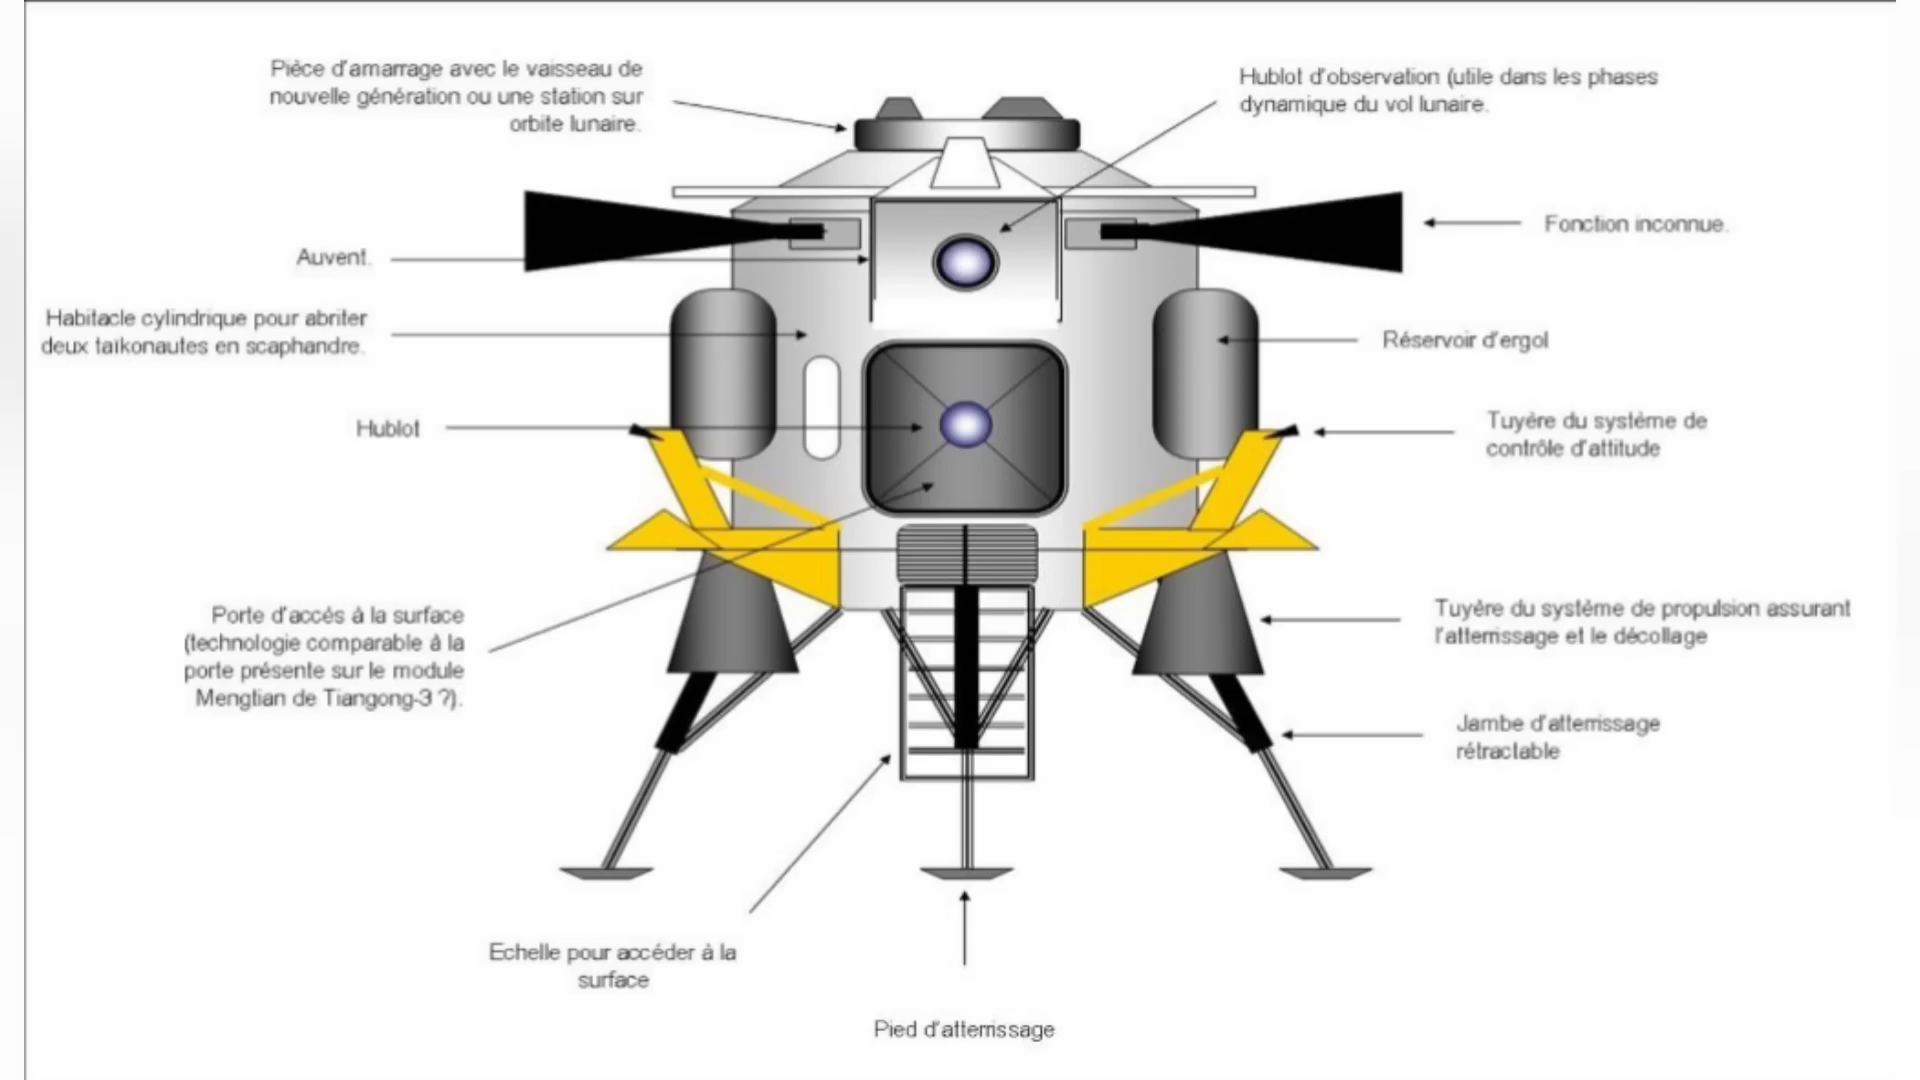 Pièce d'amarrage avec le vaisseau de
nouvelle génération ou une station sur
orbite lunaire.
Hublot d'observation (utile dans les phases
dynamique du vol lunaire.
Fonction inconnue.
Auvent.
Habitacle cylindrique pour abriter
deux taïkonautes en scaphandre.
Réservoir d'ergol
Hublot
Tuyère du système de
contrôle d'attitude
Porte d'accès à la surface
(technologie comparable à la
porte présente sur le module
Mengtian de Tiangong-3 ?).
Tuyère du système de propulsion assurant
l'atterrissage et le décollage
Jambe d'atterrissage
rétractable
Echelle pour accéder à la
surface
Pied d'atterrissage